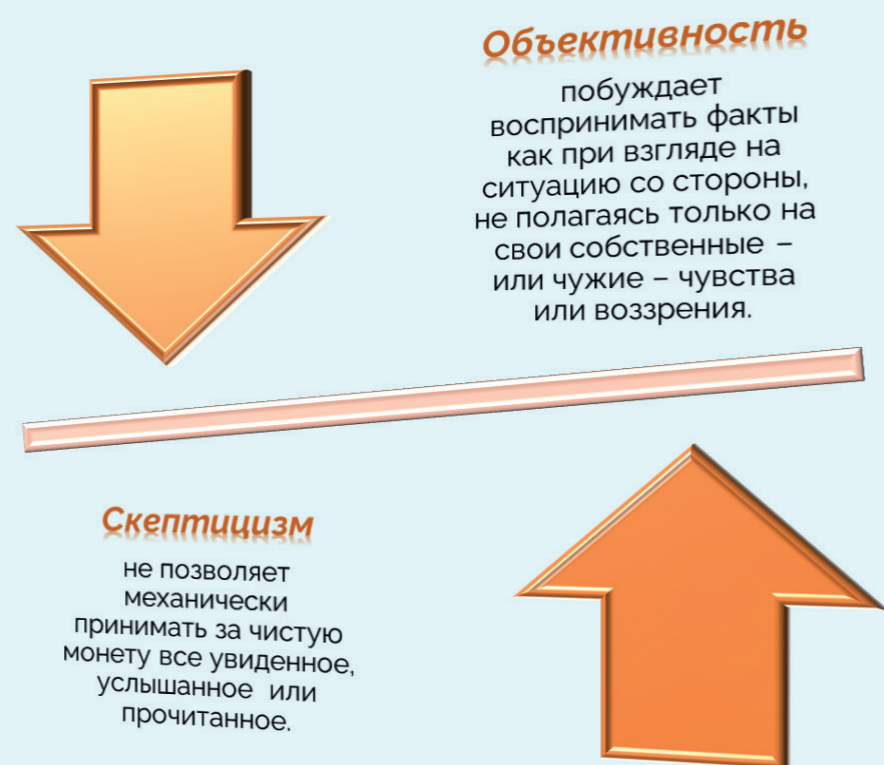 Объективность
побуждает
воспринимать факты
как при взгляде на
ситуацию со стороны,
не полагаясь только на
свои собственные –
или чужие – чувства
или воззрения.
Скептицизм
не позволяет
механически
принимать за чистую
монету все увиденное,
услышанное или
прочитанное.